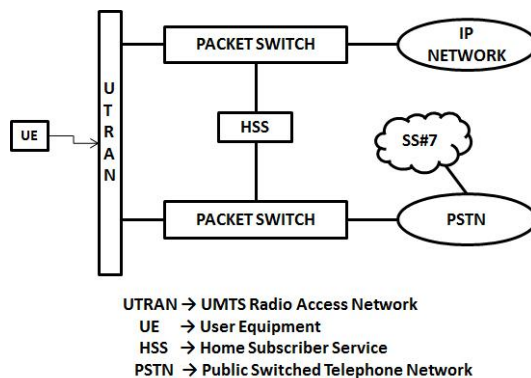 PACKET SWITCH
IP
NETWORK
UTRAN
UE
HSS
SS#7
PACKET SWITCH
PSTN
UTRAN → UMTS Radio Access Network
UE → User Equipment
HSS → Home Subscriber Service
PSTN → Public Switched Telephone Network